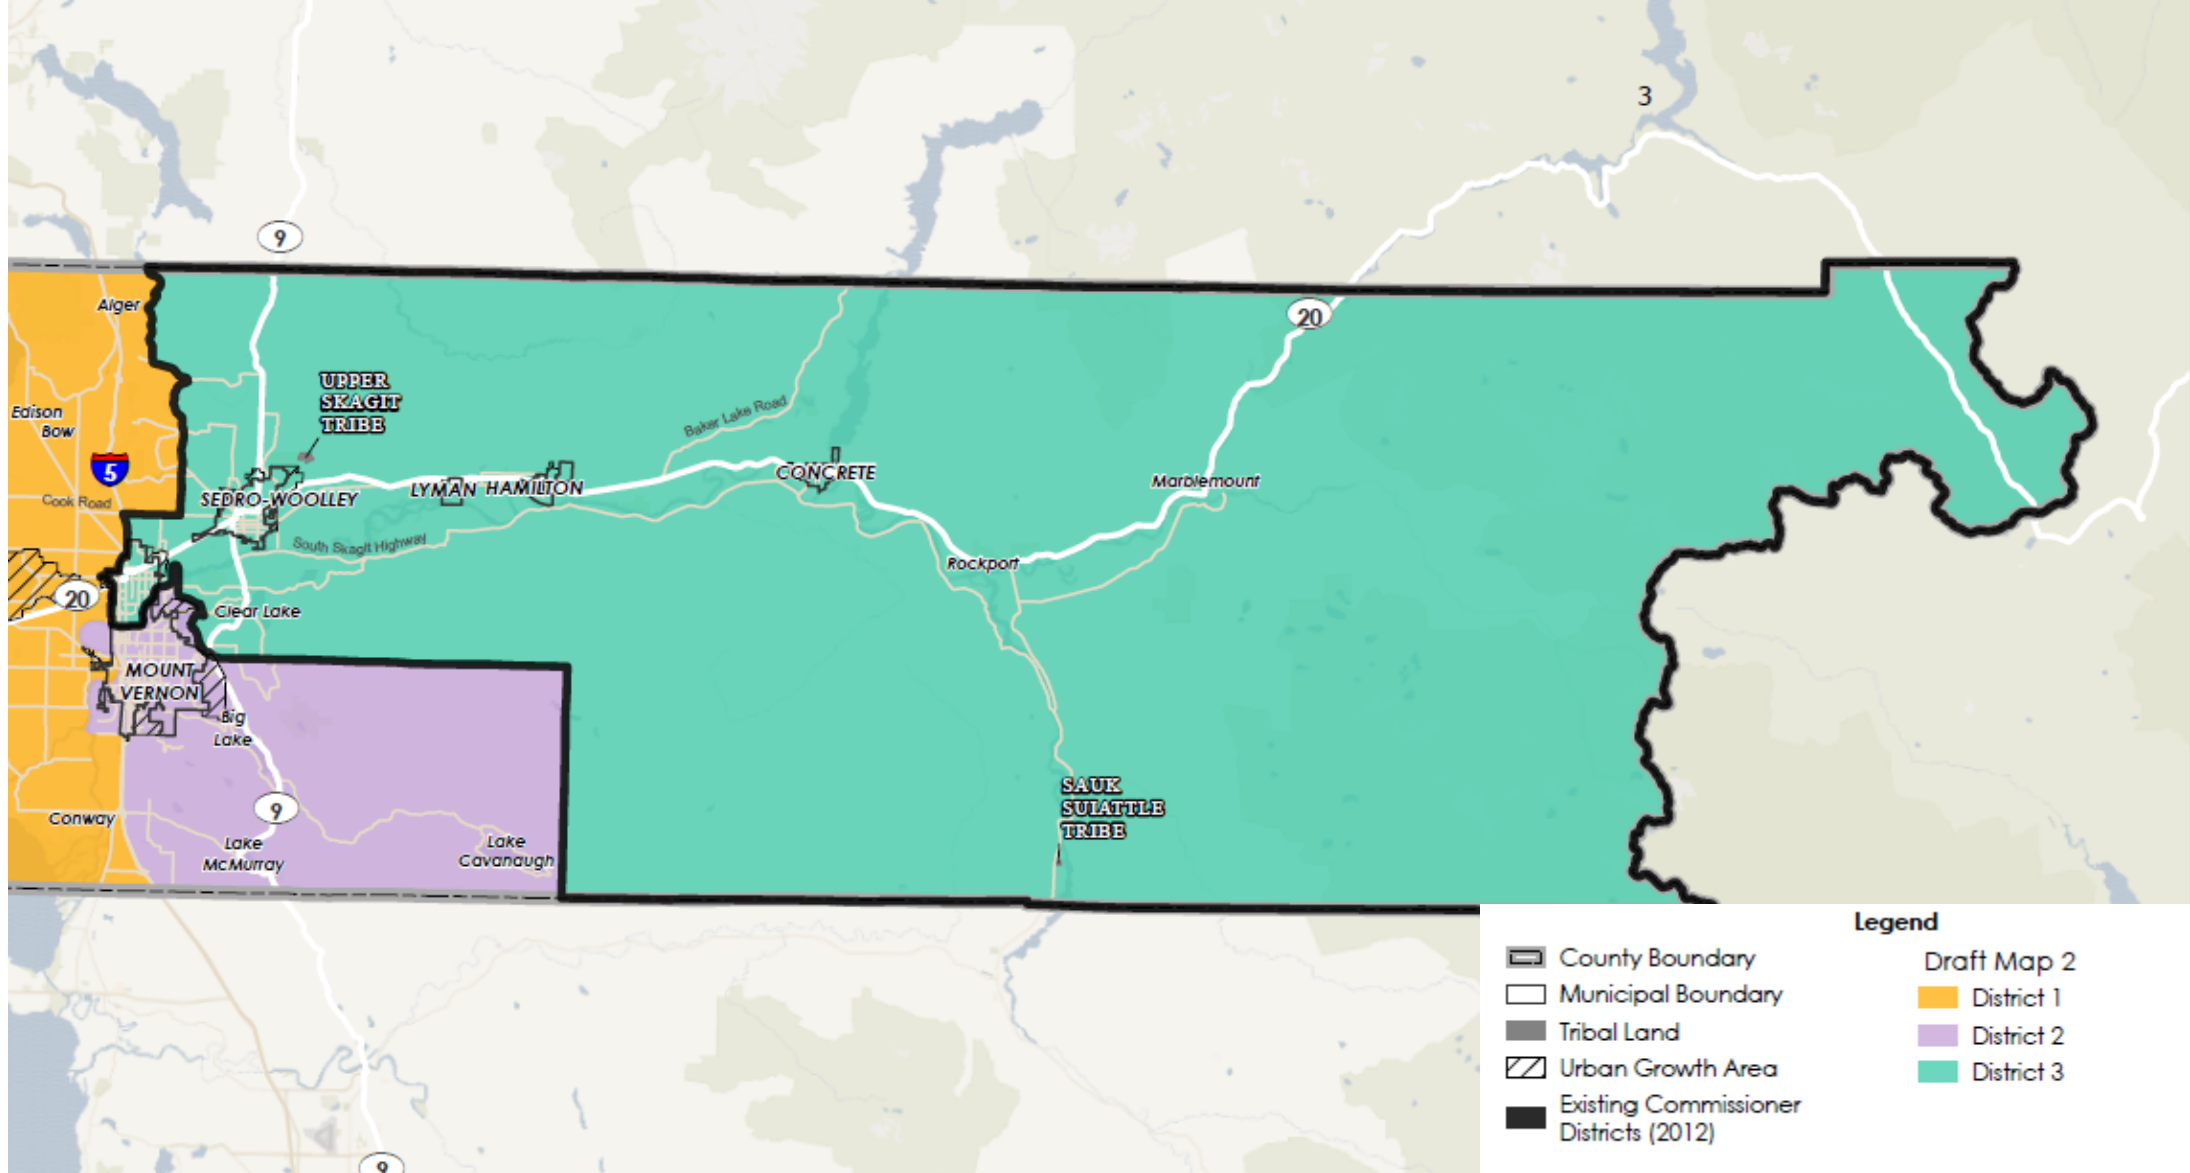 3
9
Alger
20
UPPER
SKAGIT
TRIBE
Edison
Bow
Baker Lake Road
5
Cook Road
SEDRO-WOOLLEY
LYMAN
HAMILTON
CONCRETE
Marblemount
South Skagit Highway
Rockport
20
Clear Lake
MOUNT
VERNON
Big
Lake
SAUK
SUIATTLE
TRIBE
9
Conway
Lake
McMurray
Lake
Cavanaugh
9
Legend
County Boundary
Municipal Boundary
Tribal Land
Urban Growth Area
Existing Commissioner
Districts (2012)
Draft Map 2
District 1
District 2
District 3